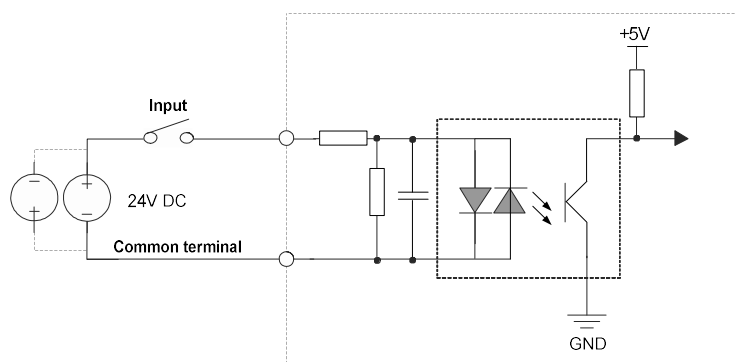 +5V
Input
24V DC
Common terminal
GND